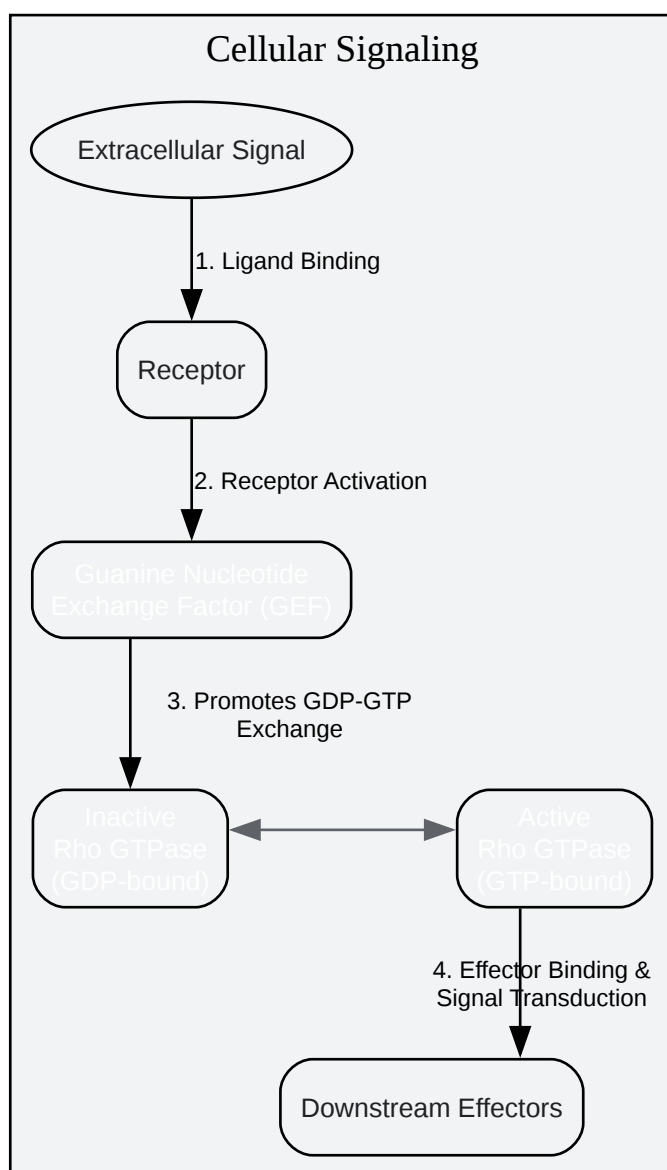 Cellular Signaling
Extracellular Signal
1. Ligand Binding
Receptor
2. Receptor Activation
Guanine Nucleotide
Exchange Factor (GEF)
3. Promotes GDP-GTP
Exchange
Inactive
Rho GTPase
(GDP-bound)
Active
Rho GTPase
(GTP-bound)
4. Effector Binding &
Signal Transduction
Downstream Effectors